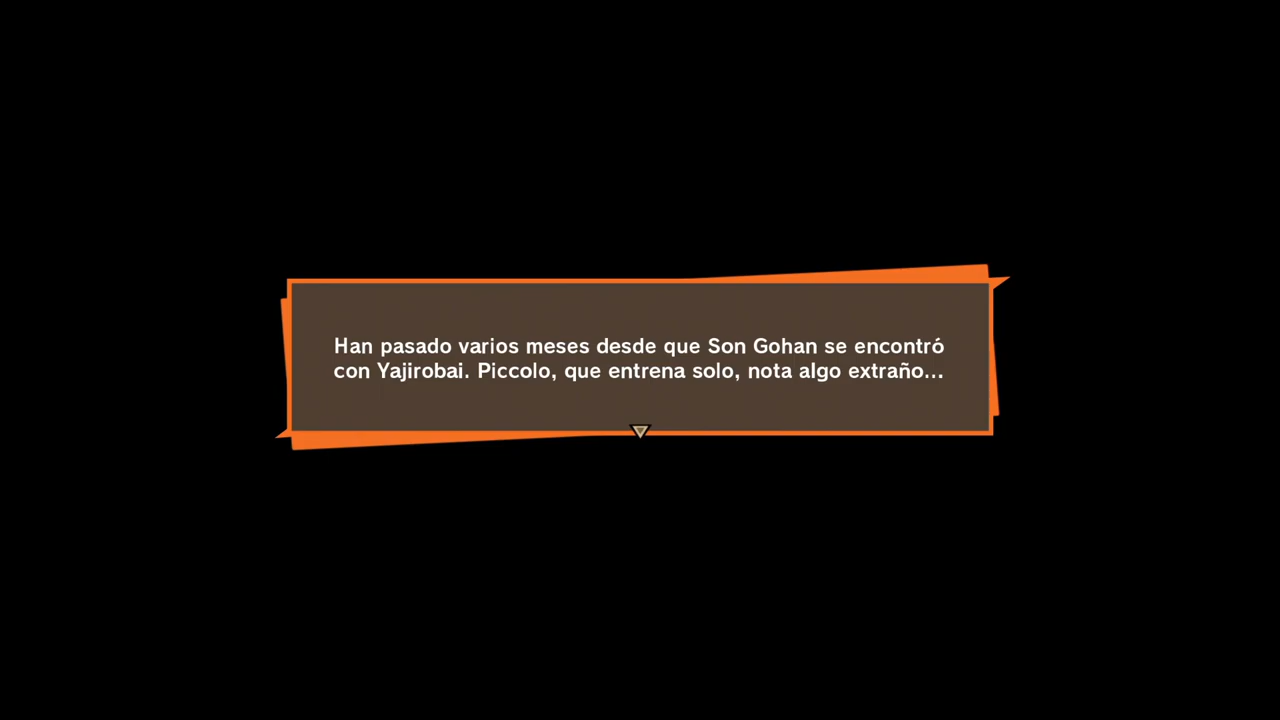 Han pasado varios meses desde que Son Gohan se encontró
con Yajirobai. Piccolo, que entrena solo, nota algo extraño...